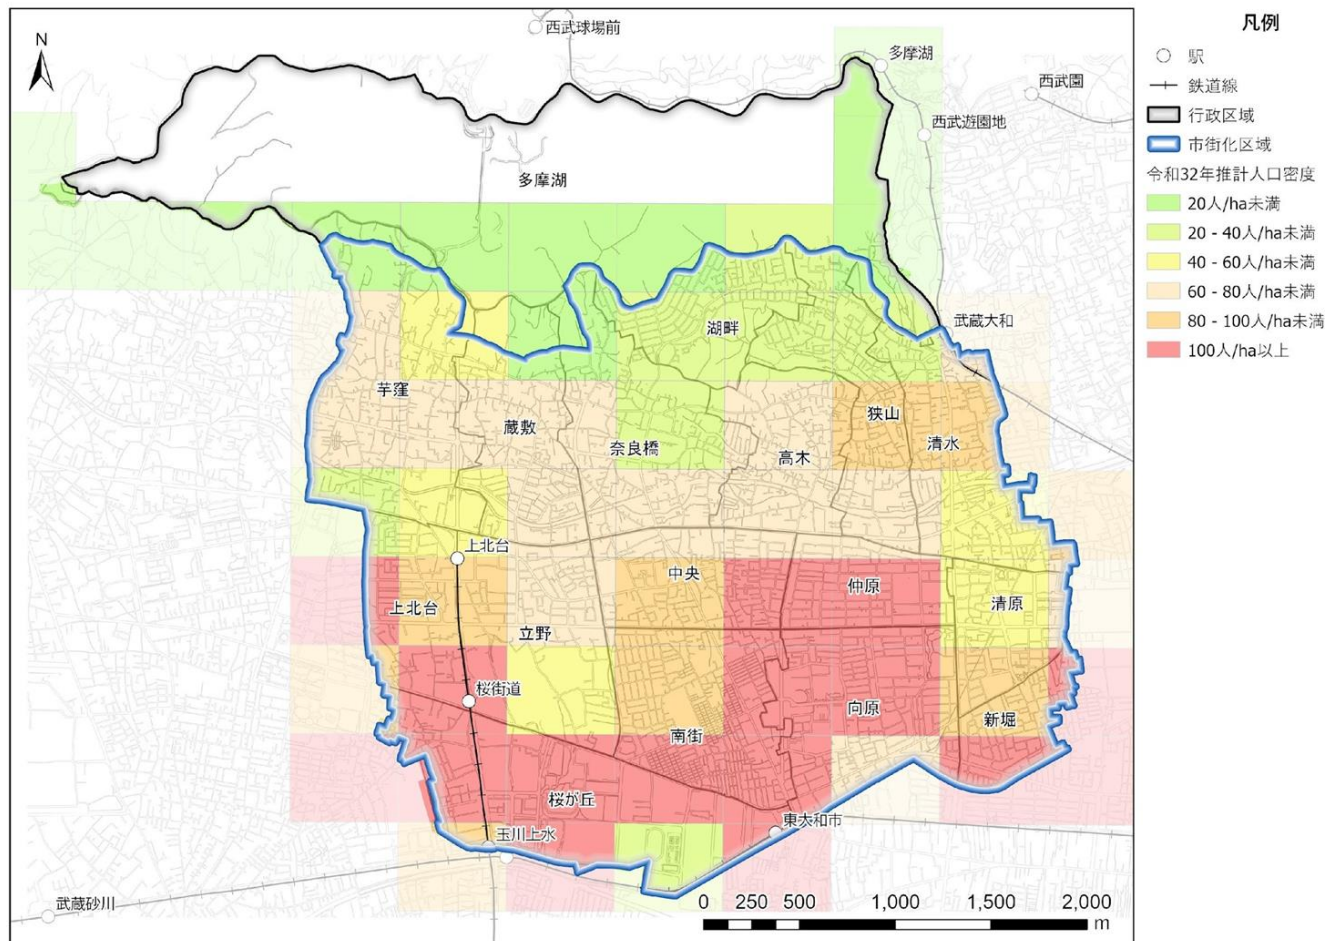 凡例
駅
鉄道線
行政区域
市街化区域
令和32年推計人口密度
20人/ha未満
20 - 40人/ha未満
40 - 60人/ha未満
60 - 80人/ha未満
80 - 100人/ha未満
100人/ha以上
N
西武球場前
多摩湖
西武園
西武遊園地
多摩湖
武蔵大和
湖畔
芋窪
蔵敷
奈良橋
高木
狭山
清水
上北台
中央
仲原
上北台
立野
清原
桜街道
南街
向原
新堀
桜が丘
東大和市
玉川上水
武蔵砂川
0 250 500 1,000 1,500 2,000
m